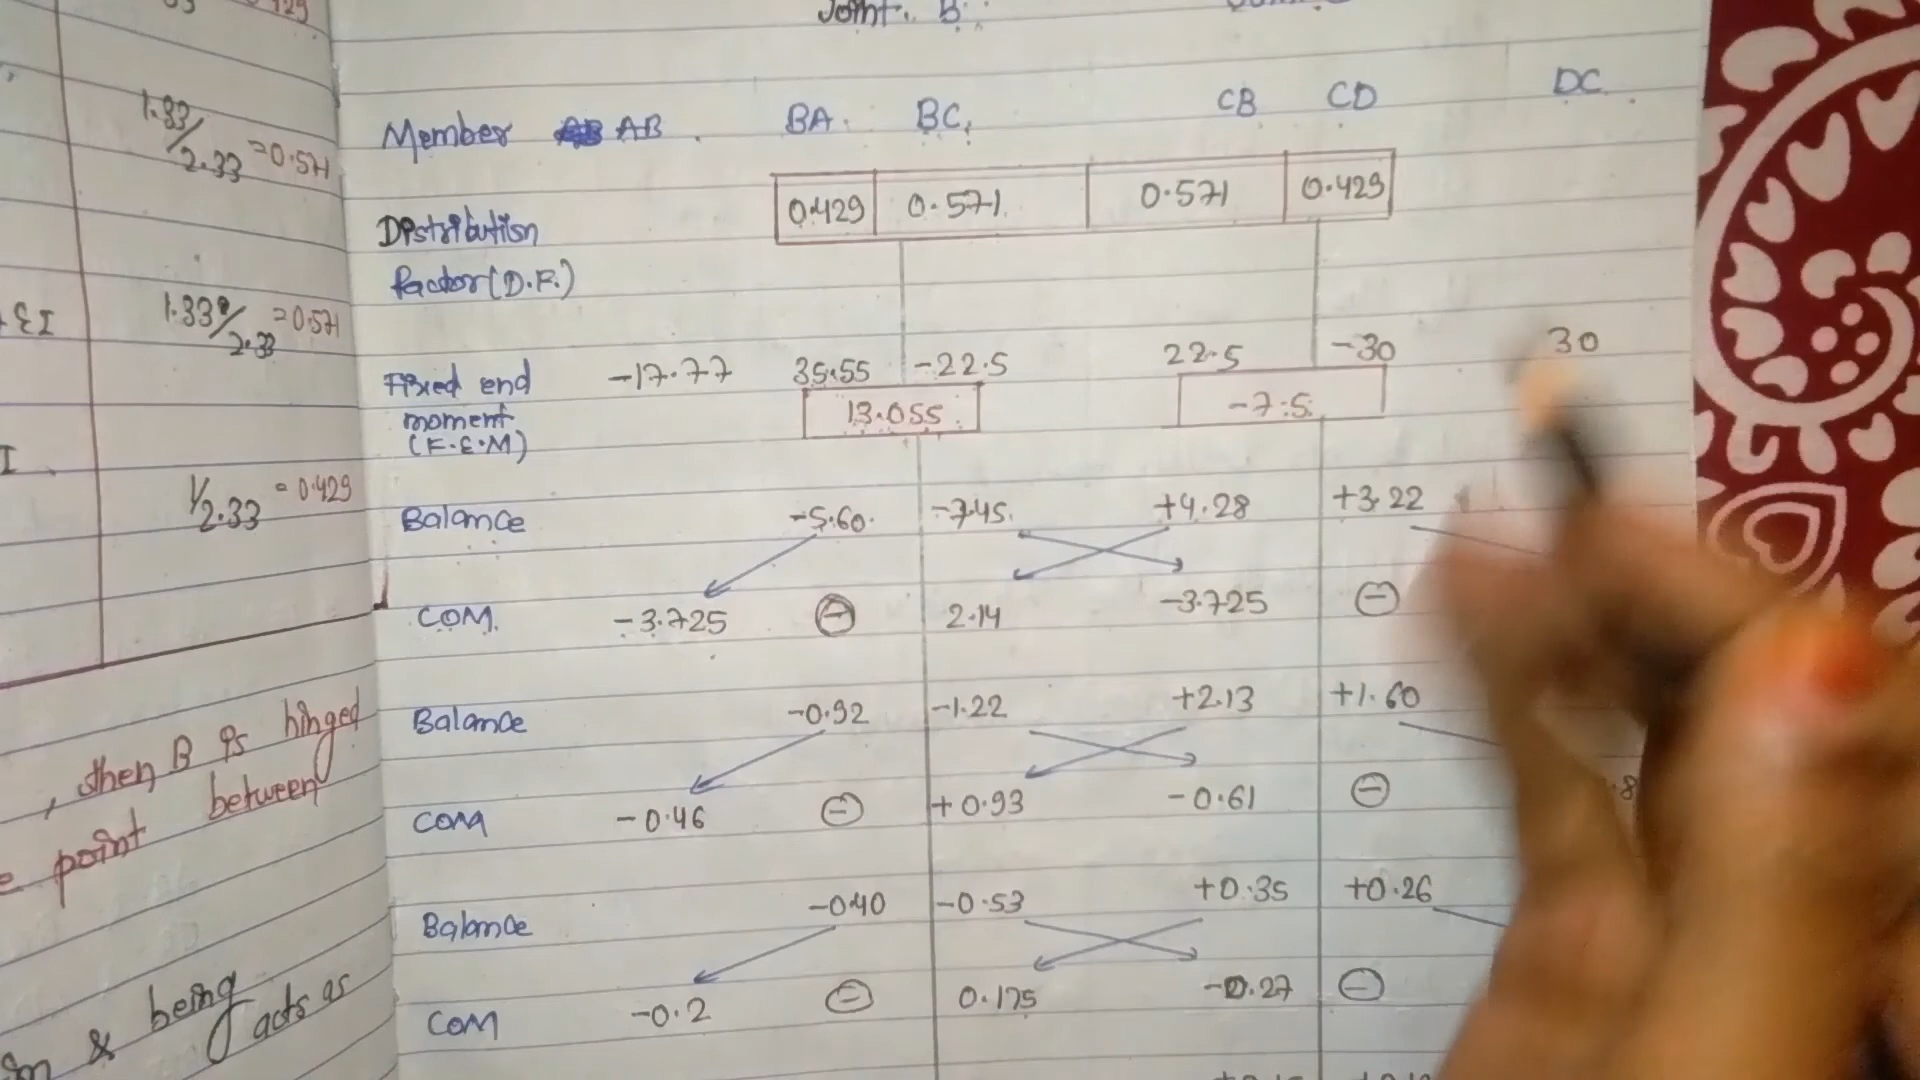 Joint. B
1.33/2.33 =0.571
1.33/2.33 =0.571
1/2.33 = 0.429
, then B is hinged
point between
& being
acts as
Member AB . BA. BC, CB CD DC.
Distribution 0.429 0.571 0.571 0.429
factor(D.F.)
Fixed end -17.77 35.55 -22.5 22.5 -30 30
moment 13.055 -7.5
(F.E.M)
Balance -5.60. -7.45. +4.28 +3.22
COM. -3.725 - 2.14 -3.725 -
Balance -0.92 -1.22 +2.13 +1.60
COM -0.46 - +0.93 -0.61 -
Balance -0.40 -0.53 +0.35 +0.26
COM -0.2 - 0.175 -0.27 -